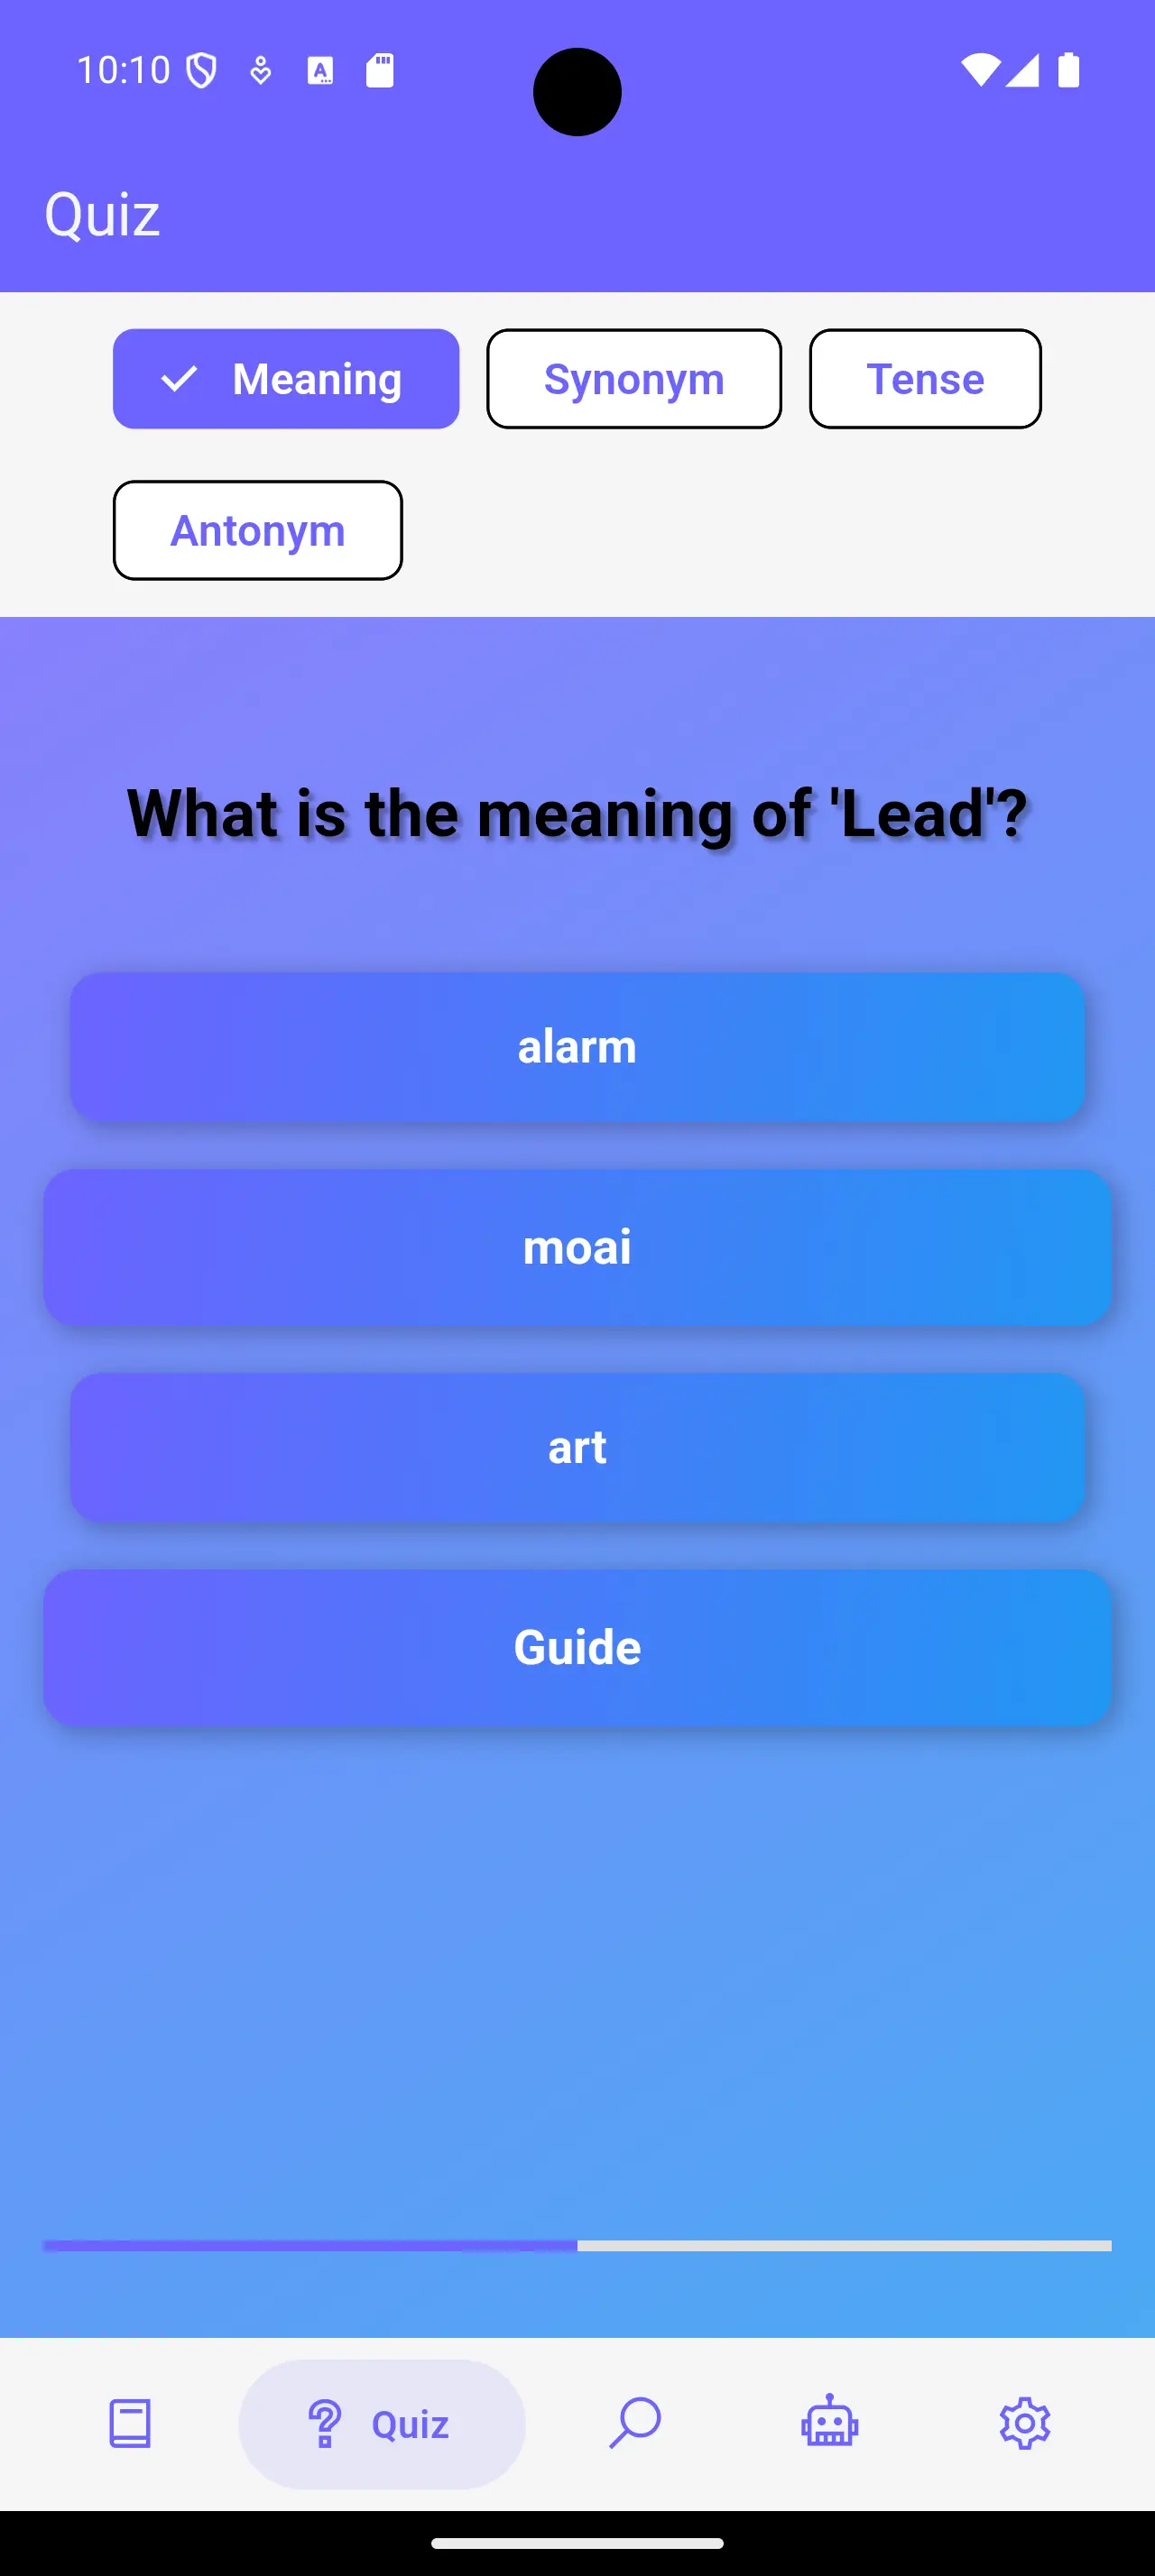 10:10
Quiz
Meaning Synonym Tense
Antonym
What is the meaning of 'Lead'?
alarm
moai
art
Guide
Quiz